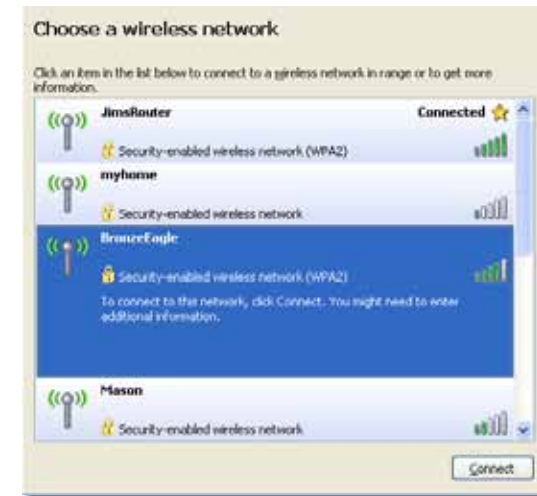 Choose a wireless network
Click an item in the list below to connect to a wireless network in range or to get more
information.
JimsRouter Connected
Security-enabled wireless network (WPA2)
myhome
Security-enabled wireless network
BronzeEagle
Security-enabled wireless network (WPA2)
To connect to this network, click Connect. You might need to enter
additional information.
Mason
Security-enabled wireless network
Connect